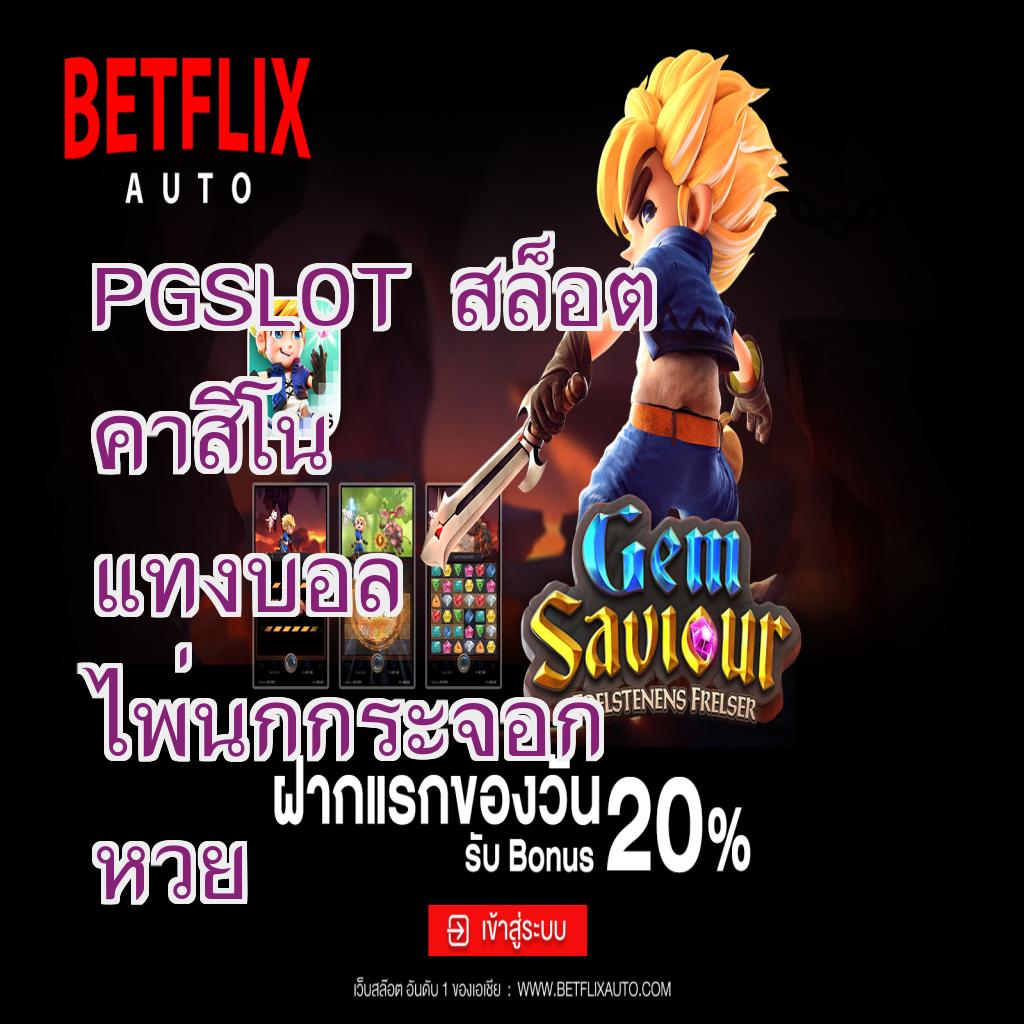 BETFLIX
AUTO
PGSLOT สล็อต
คาสิโน
แทงบอล
ไพ่นกกระจอก
หวย
Gem
Saviour
EDELSTENENS FRELSER
ฝากแรกของวัน 20%
รับ Bonus
เข้าสู่ระบบ
เว็บสล๊อต อันดับ 1 ของเอเชีย : WWW.BETFLIXAUTO.COM